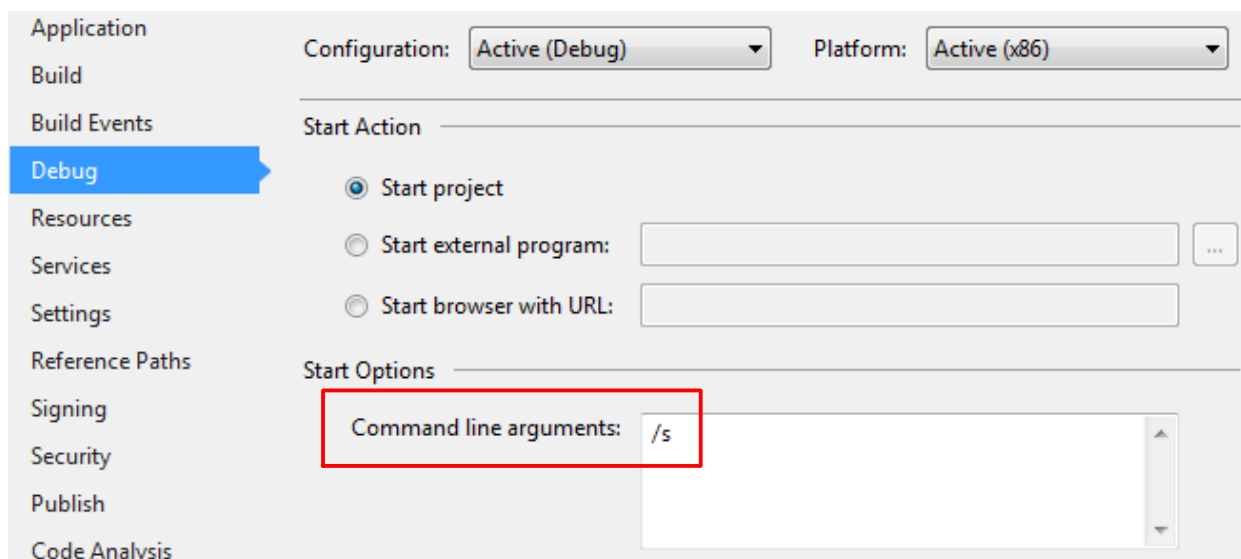 Application
Build
Build Events
Debug
Resources
Services
Settings
Reference Paths
Signing
Security
Publish
Code Analysis
Configuration: Active (Debug) Platform: Active (x86)
Start Action
Start project
Start external program: ...
Start browser with URL:
Start Options
Command line arguments: /s